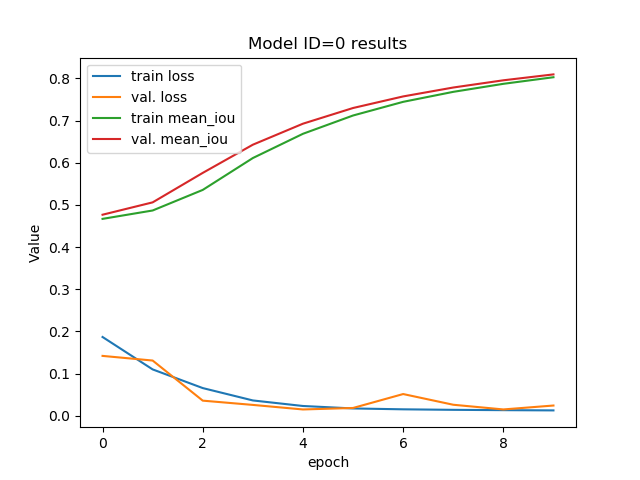 Model ID=0 results
train loss
val. loss
train mean_iou
val. mean_iou
Value
0.8
0.7
0.6
0.5
0.4
0.3
0.2
0.1
0.0
0 2 4 6 8
epoch